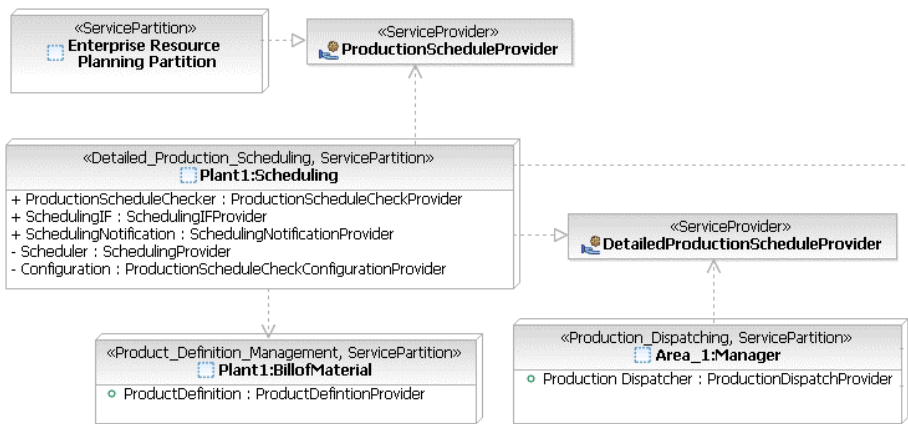 «ServicePartition»
Enterprise Resource
Planning Partition
«ServiceProvider»
ProductionScheduleProvider
«Detailed_Production_Scheduling, ServicePartition»
Plant1:Scheduling
+ ProductionScheduleChecker : ProductionScheduleCheckProvider
+ SchedulingIF : SchedulingIFProvider
+ SchedulingNotification : SchedulingNotificationProvider
- Scheduler : SchedulingProvider
- Configuration : ProductionScheduleCheckConfigurationProvider
«ServiceProvider»
DetailedProductionScheduleProvider
«Product_Definition_Management, ServicePartition»
Plant1:BillofMaterial
ProductDefinition : ProductDefintionProvider
«Production_Dispatching, ServicePartition»
Area_1:Manager
Production Dispatcher : ProductionDispatchProvider